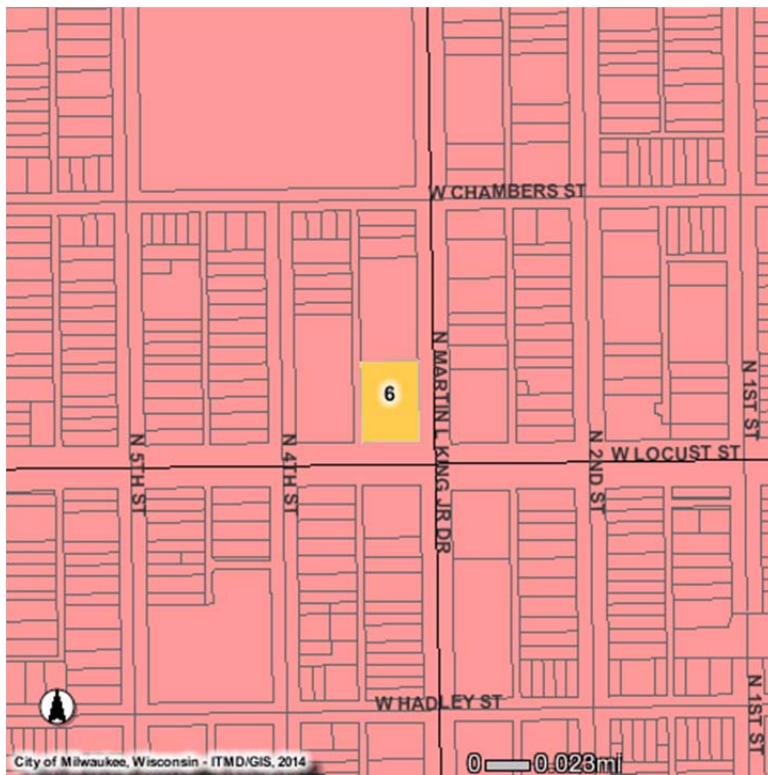 W CHAMBERS ST
N MARTIN L KING JR DR
N 1ST ST
6
N 5TH ST
N 4TH ST
N 2ND ST
W LOCUST ST
N 1ST ST
W HADLEY ST
City of Milwaukee, Wisconsin - ITMD/GIS, 2014
0 0.023mi